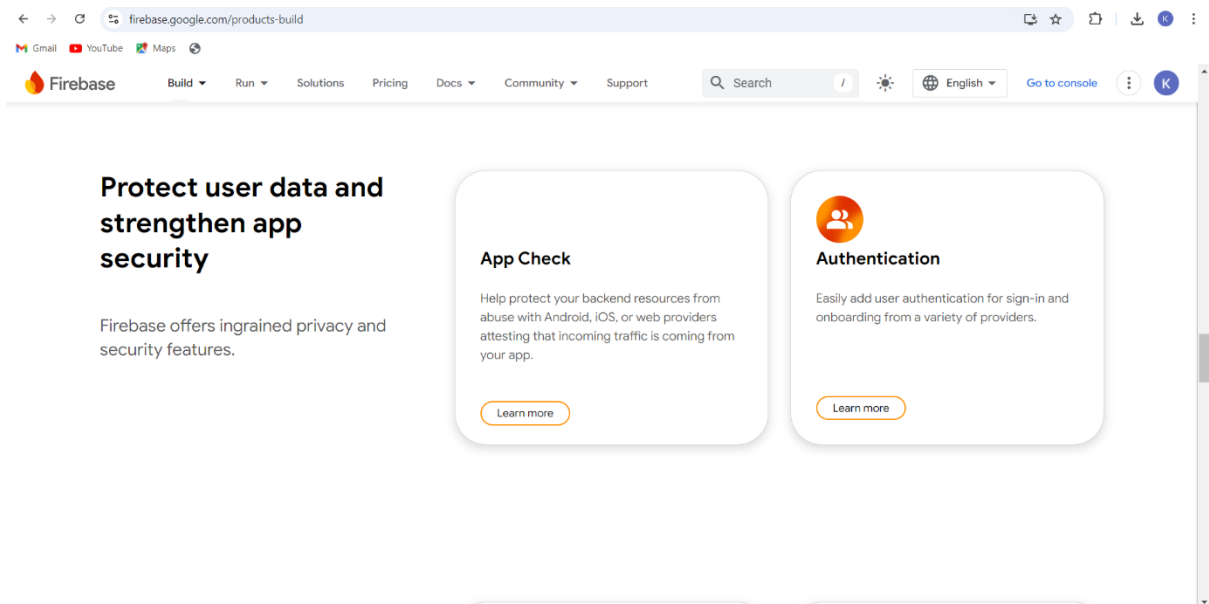 firebase.google.com/products-build
Gmail YouTube Maps
Firebase Build Run Solutions Pricing Docs Community Support Search / English Go to console K
Protect user data and
strengthen app
security
Firebase offers ingrained privacy and
security features.
App Check
Help protect your backend resources from
abuse with Android, iOS, or web providers
attesting that incoming traffic is coming from
your app.
Learn more
Authentication
Easily add user authentication for sign-in and
onboarding from a variety of providers.
Learn more